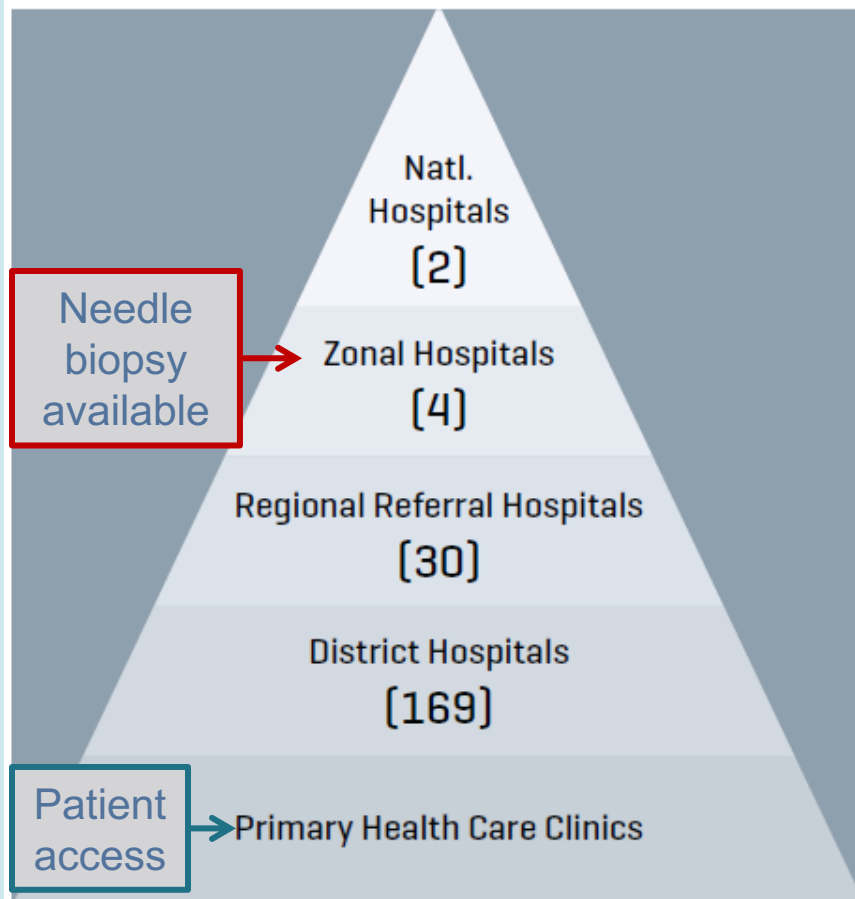 Natl.
Hospitals
(2)
Needle
biopsy
available
Zonal Hospitals
(4)
Regional Referral Hospitals
(30)
District Hospitals
(169)
Patient
access
Primary Health Care Clinics